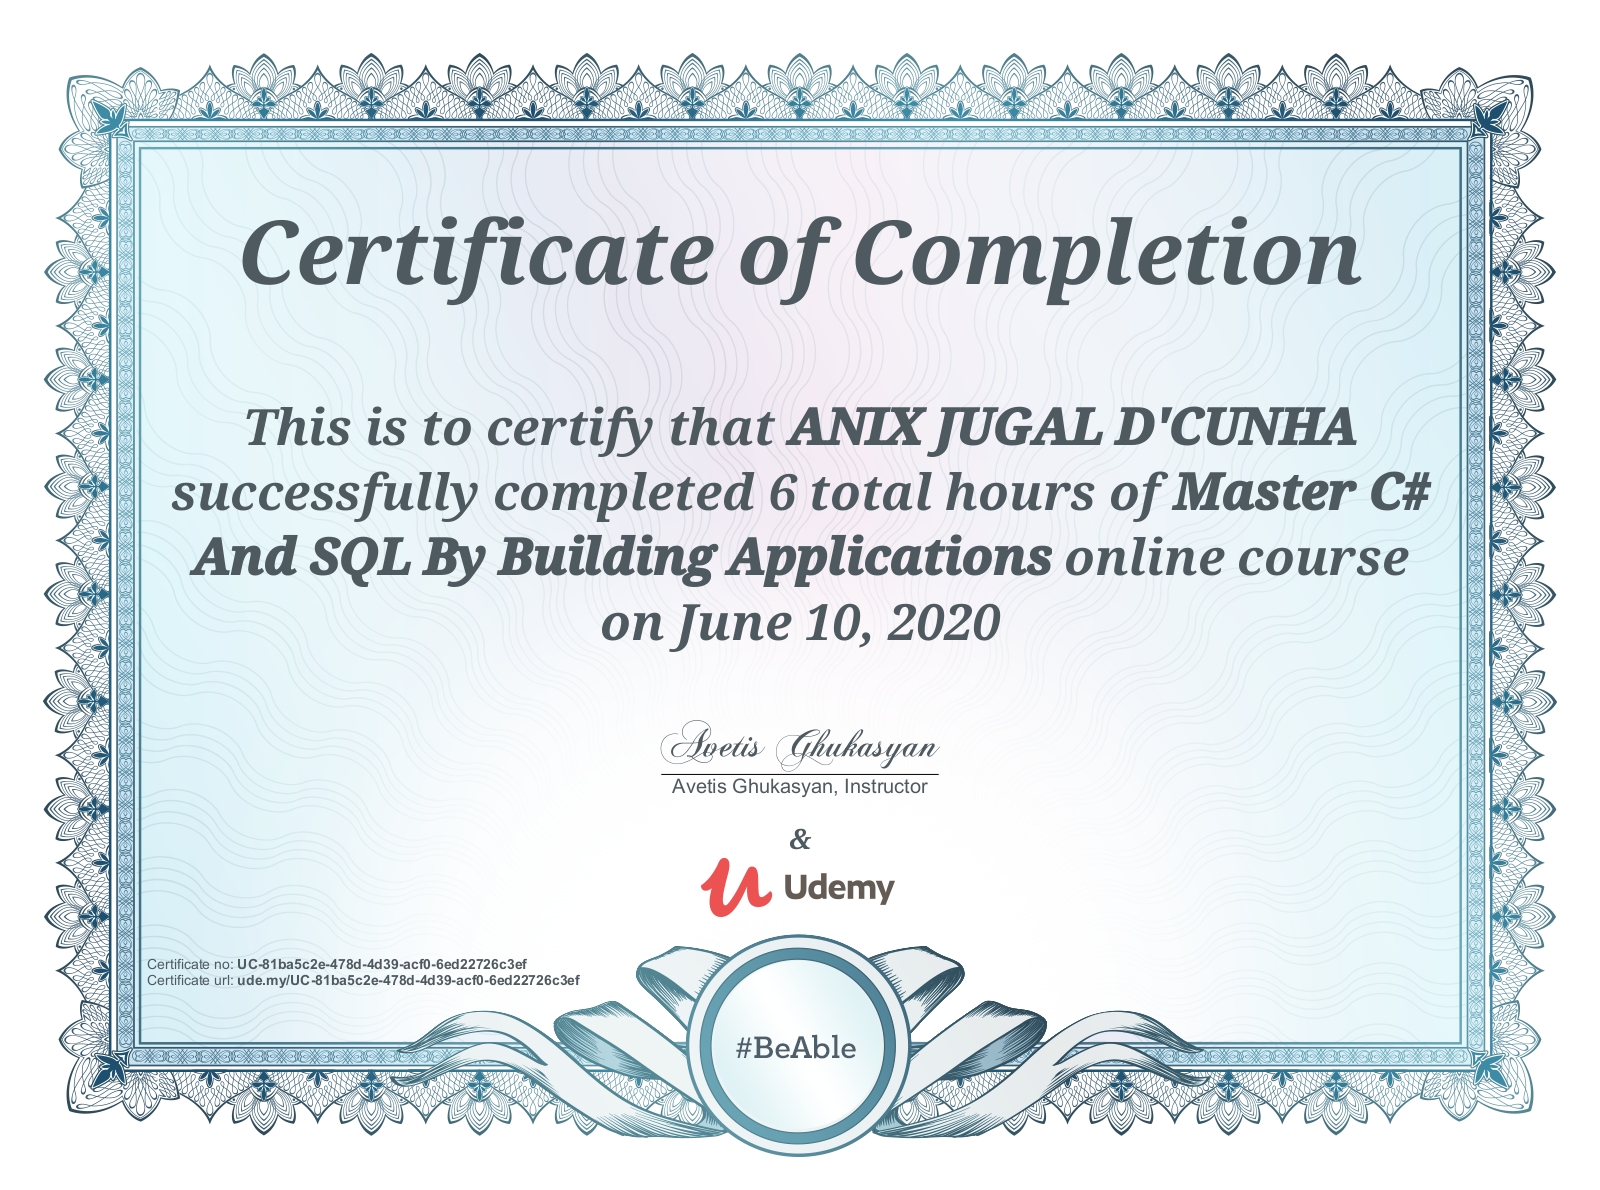 Certificate of Completion
This is to certify that ANIX JUGAL D'CUNHA
successfully completed 6 total hours of Master C#
And SQL By Building Applications online course
on June 10, 2020
Avetis Ghukasyan
Avetis Ghukasyan, Instructor
&
Udemy
Certificate no: UC-81ba5c2e-478d-4d39-acf0-6ed22726c3ef
Certificate url: ude.my/UC-81ba5c2e-478d-4d39-acf0-6ed22726c3ef
#BeAble